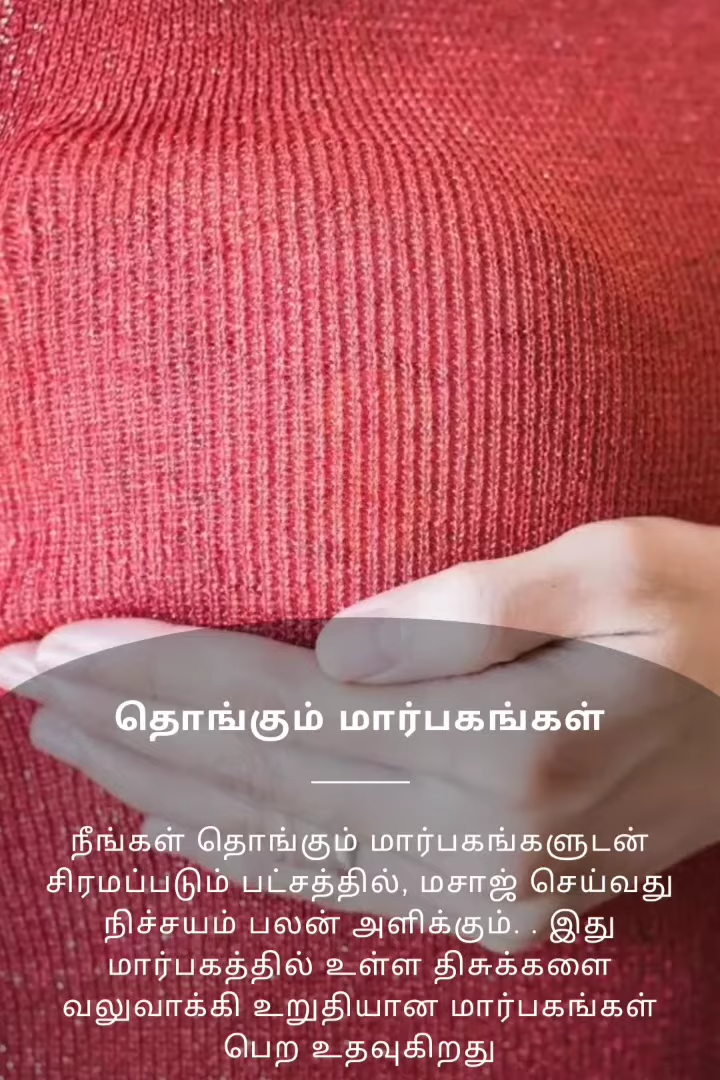 தொங்கும் மார்பகங்கள்
நீங்கள் தொங்கும் மார்பகங்களுடன்
சிரமப்படும் பட்சத்தில், மசாஜ் செய்வது
நிச்சயம் பலன் அளிக்கும். . இது
மார்பகத்தில் உள்ள திசுக்களை
வலுவாக்கி உறுதியான மார்பகங்கள்
பெற உதவுகிறது